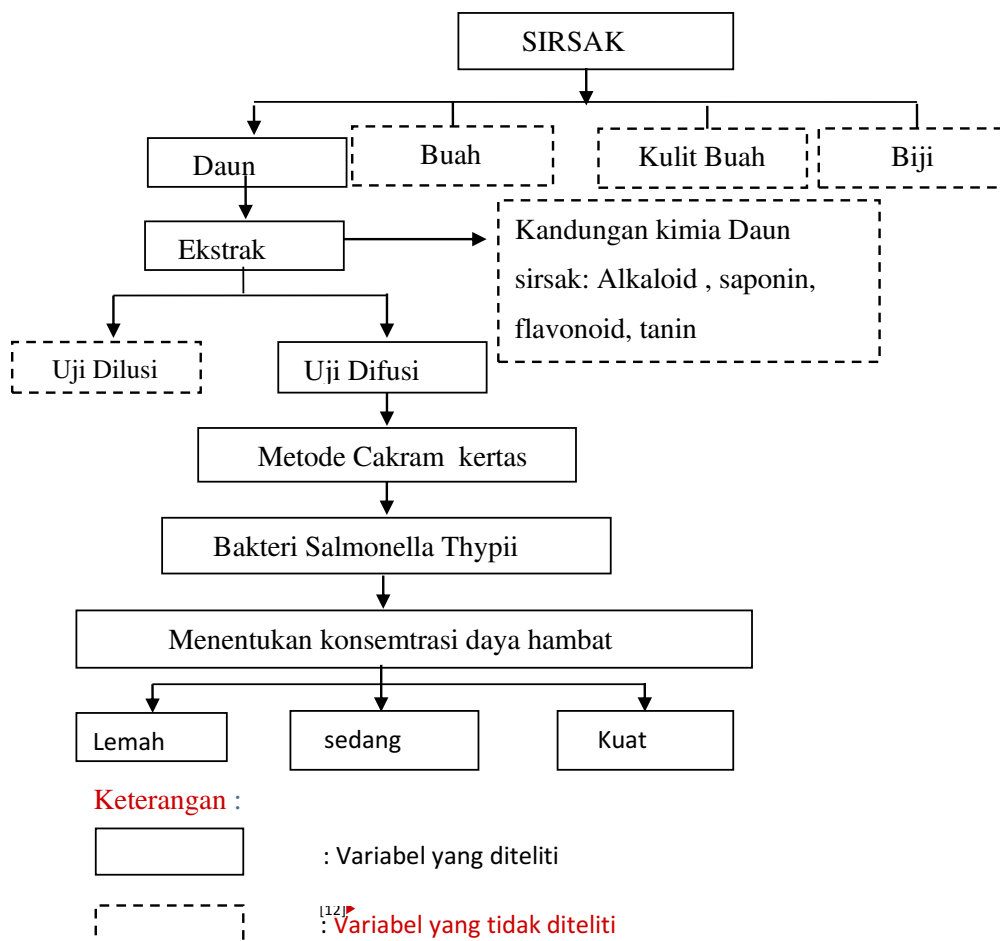 SIRSAK
Daun
Buah
Kulit Buah
Biji
Ekstrak
Kandungan kimia Daun
sirsak: Alkaloid , saponin,
flavonoid, tanin
Uji Dilusi
Uji Difusi
Metode Cakram kertas
Bakteri Salmonella Thypii
Menentukan konsemtrasi daya hambat
Lemah
sedang
Kuat
Keterangan :
: Variabel yang diteliti
[12]
: Variabel yang tidak diteliti